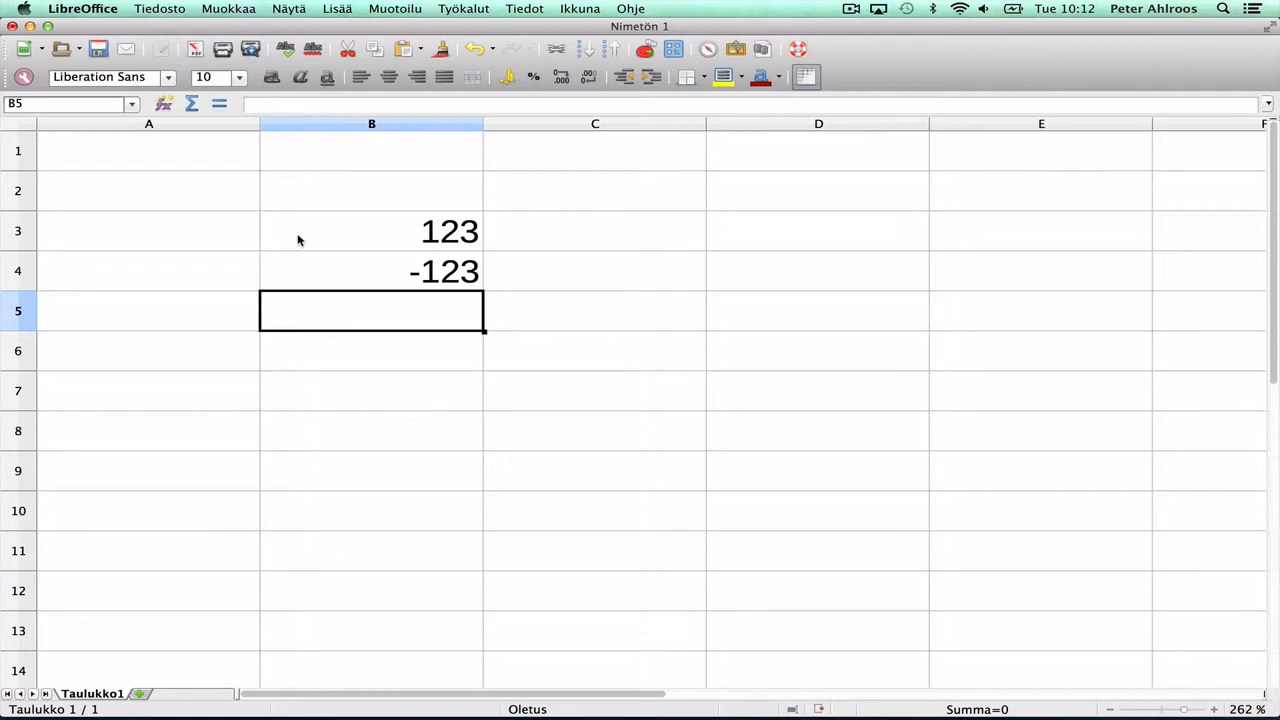 LibreOffice Tiedosto Muokkaa Näytä Lisää Muotoilu Työkalut Tiedot Ikkuna Ohje Tue 10:12 Peter Ahlroos
Nimetön 1
Liberation Sans 10
B5
A B C D E F
1
2
3 123
4 -123
5
6
7
8
9
10
11
12
13
14
Taulukko1
Taulukko 1 / 1 Oletus Summa=0 262 %